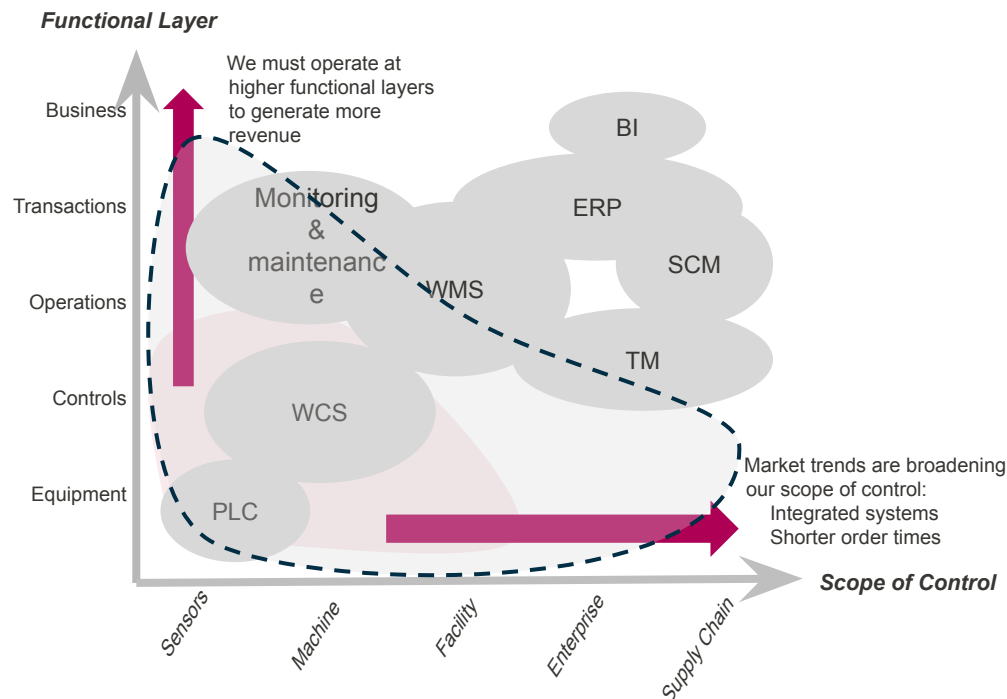 Functional Layer
We must operate at
higher functional layers
to generate more
revenue
Business
BI
Transactions
Monitoring
&
maintenanc
e
ERP
SCM
WMS
Operations
TM
Controls
WCS
Equipment
PLC
Market trends are broadening
our scope of control:
Integrated systems
Shorter order times
Scope of Control
Sensors
Machine
Facility
Enterprise
Supply Chain